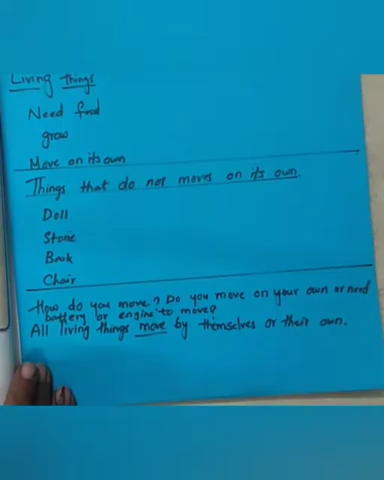 Living things
Need food
grow
Move on its own
Things that do not moves on its own.
Doll
Stone
Book
Chair
How do you move? Do you move on your own or need
battery or engine to move?
All living things move by themselves or their own.